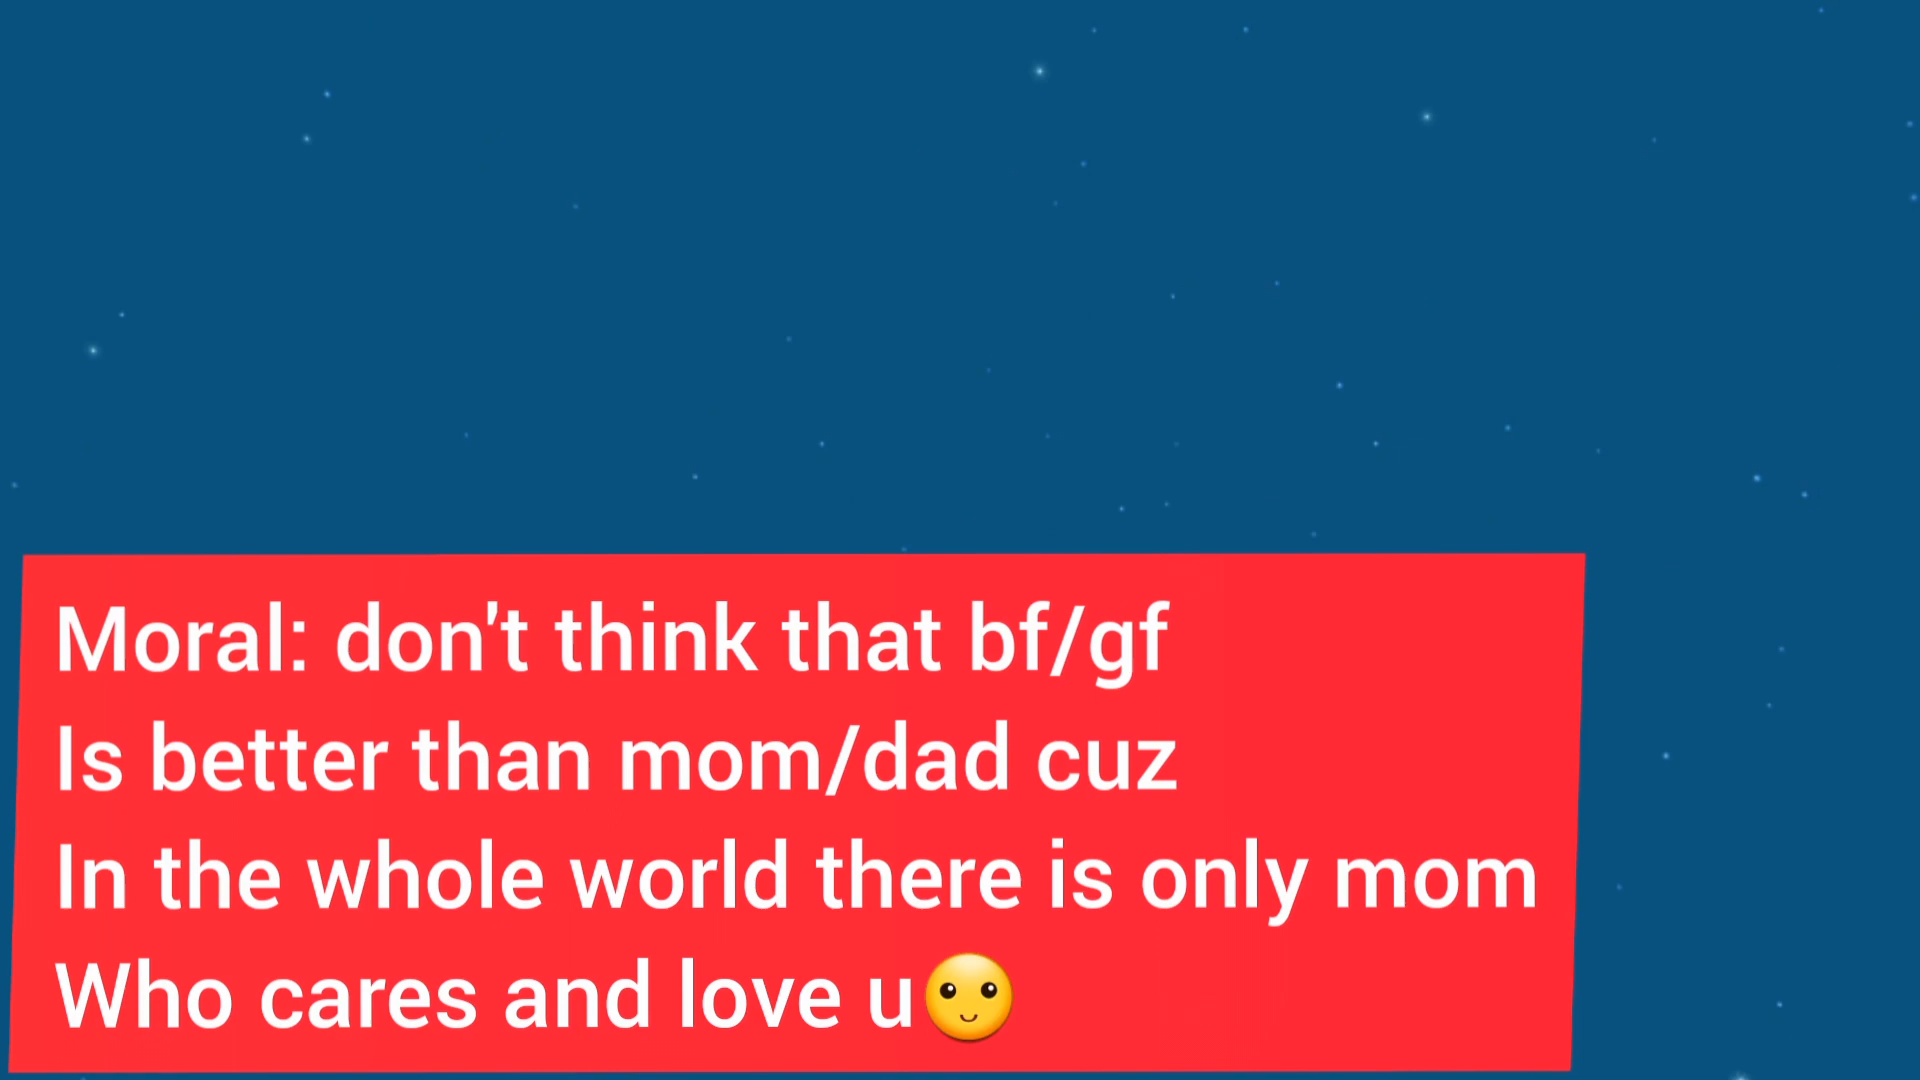 Moral: don't think that bf/gf
Is better than mom/dad cuz
In the whole world there is only mom
Who cares and love u🙂